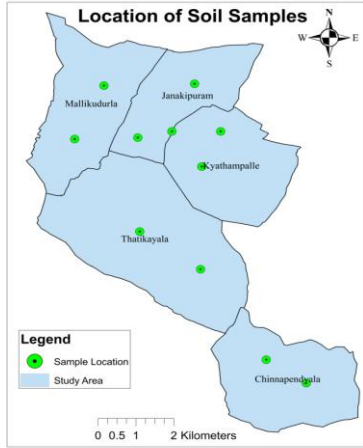 Location of Soil Samples
N
W E
S
Mallikudurla
Janakipuram
Kyathampalle
Thatikayala
Chinnapendyala
Legend
Sample Location
Study Area
0 0.5 1 2 Kilometers